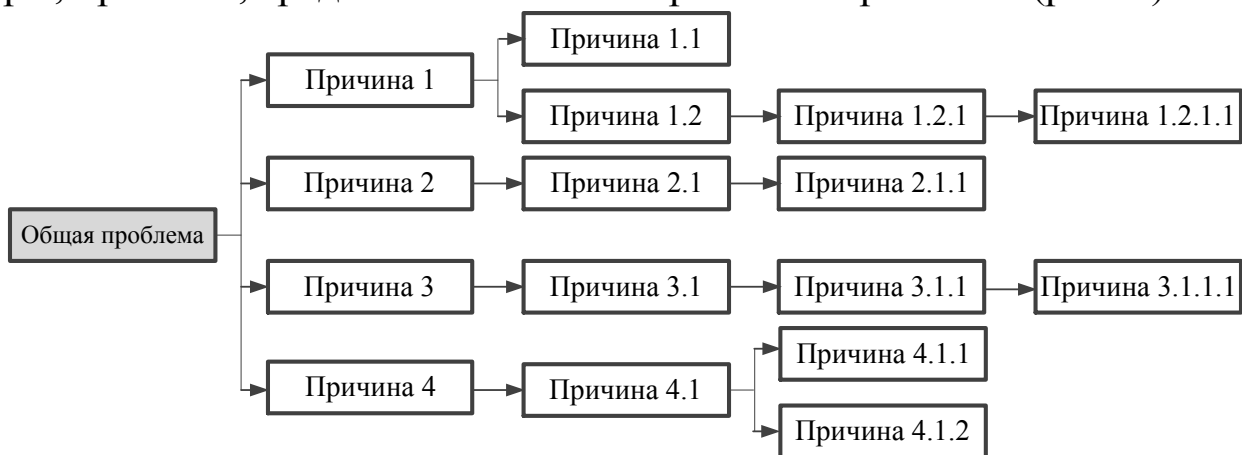 Причина 1.1
Причина 1
Причина 1.2
Причина 1.2.1
Причина 1.2.1.1
Причина 2
Причина 2.1
Причина 2.1.1
Общая проблема
Причина 3
Причина 3.1
Причина 3.1.1
Причина 3.1.1.1
Причина 4.1.1
Причина 4
Причина 4.1
Причина 4.1.2